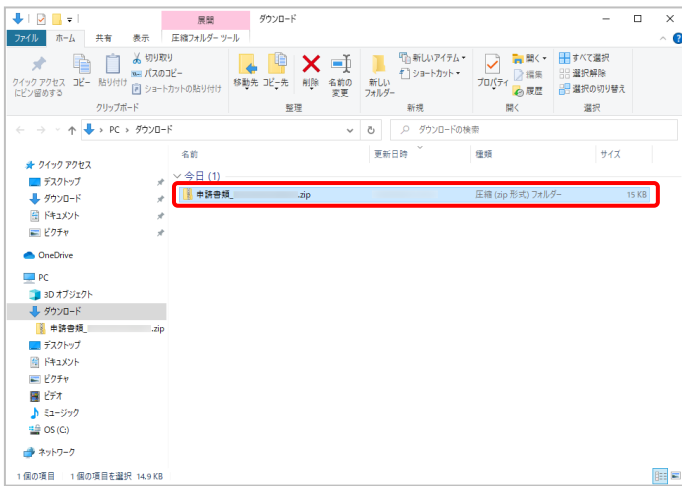 展開
ダウンロード
ファイル ホーム 共有 表示 圧縮フォルダー ツール
クイック アクセスにピン留めする
コピー
貼り付け
切り取り
パスのコピー
ショートカットの貼り付け
クリップボード
移動先
コピー先
削除
名前の変更
整理
新しいフォルダー
新しいアイテム
ショートカット
新規
プロパティ
開く
編集
履歴
開く
すべて選択
選択解除
選択の切り替え
選択
PC › ダウンロード
ダウンロードの検索
名前 更新日時 種類 サイズ
今日 (1)
申請書類_ .zip 圧縮 (zip 形式) フォルダー 15 KB
クイック アクセス
デスクトップ
ダウンロード
ドキュメント
ピクチャ
OneDrive
PC
3D オブジェクト
ダウンロード
申請書類_ .zip
デスクトップ
ドキュメント
ピクチャ
ビデオ
ミュージック
OS (C:)
ネットワーク
1 個の項目 1 個の項目を選択 14.9 KB